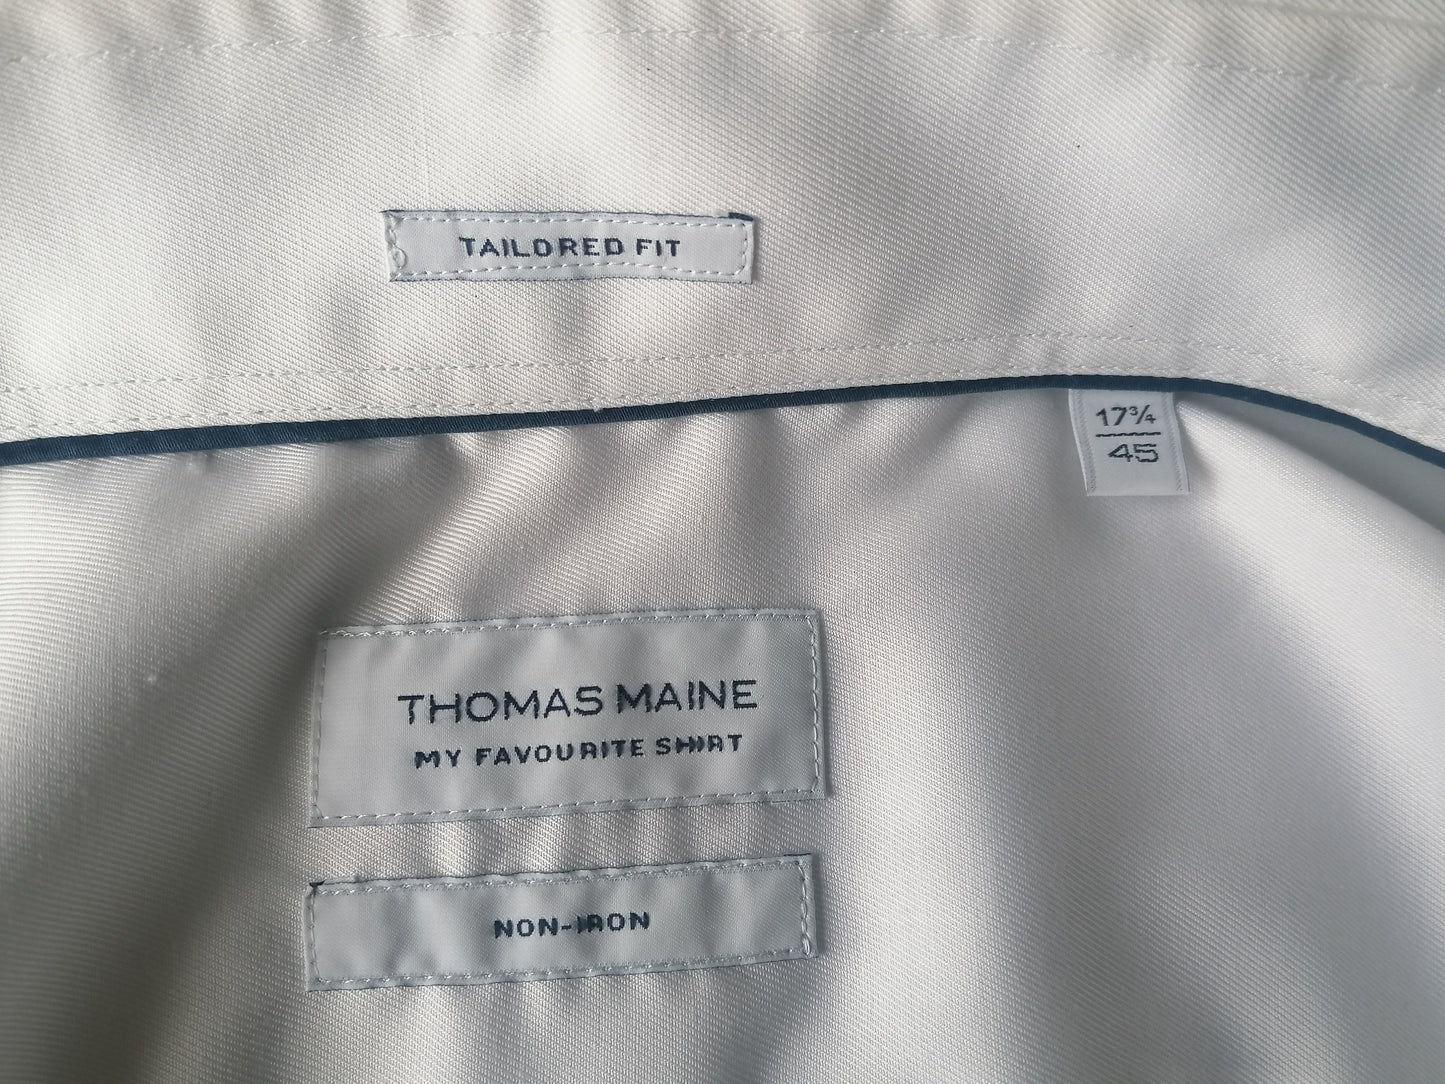 TAILORED FIT
17¾
45
THOMAS MAINE
MY FAVOURITE SHIRT
NON-IRON